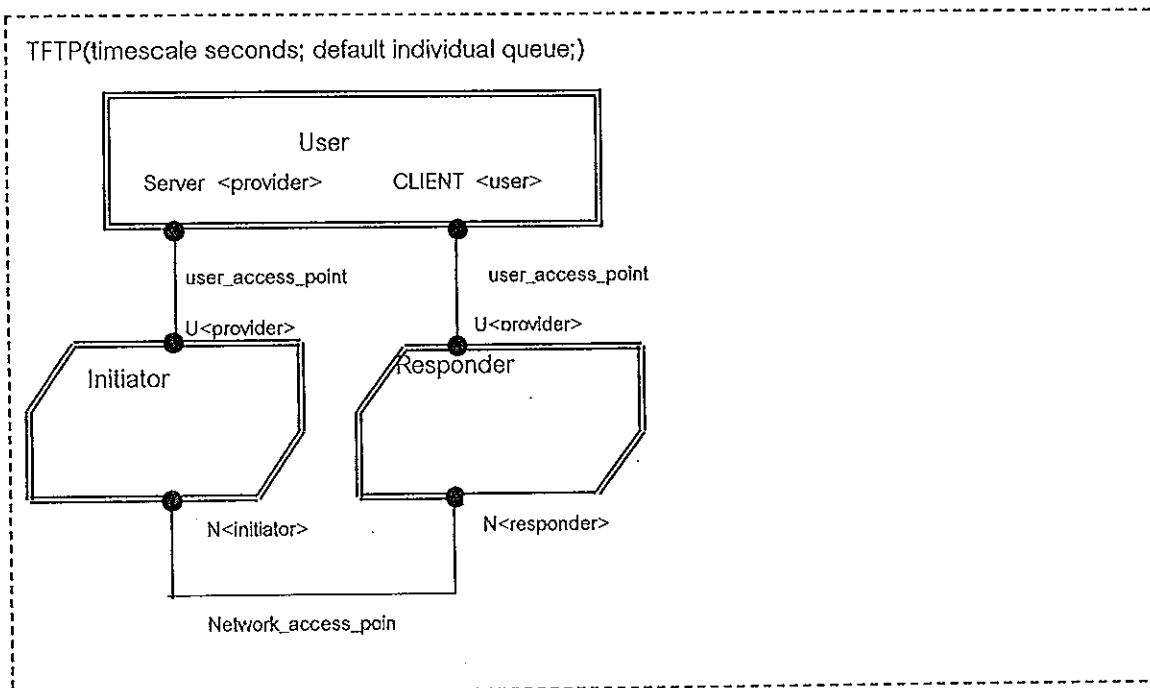 TFTP(timescale seconds; default individual queue;)
User
Server <provider> CLIENT <user>
user_access_point user_access_point
U<provider> U<provider>
Initiator Responder
N<initiator> N<responder>
Network_access_poin